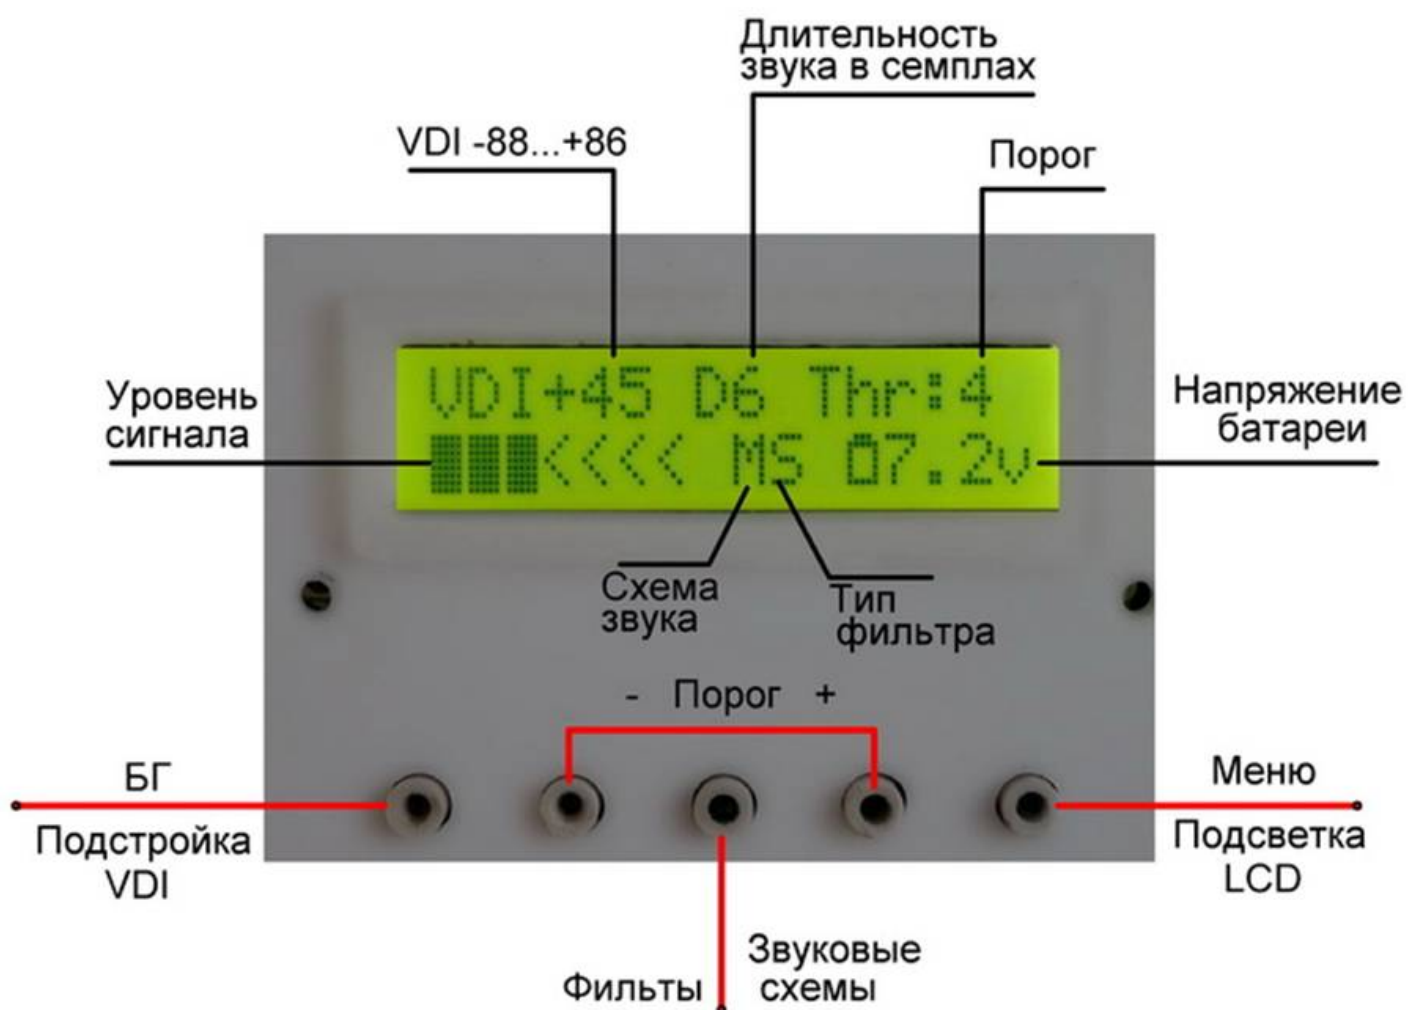 Длительность
звука в семплах
VDI -88...+86
Порог
Уровень
сигнала
VDI+45 D6 Thr:4
<<<< MS 07.2v
Напряжение
батареи
Схема
звука
Тип
фильтра
- Порог +
БГ
Подстройка
VDI
Меню
Подсветка
LCD
Фильты
Звуковые
схемы